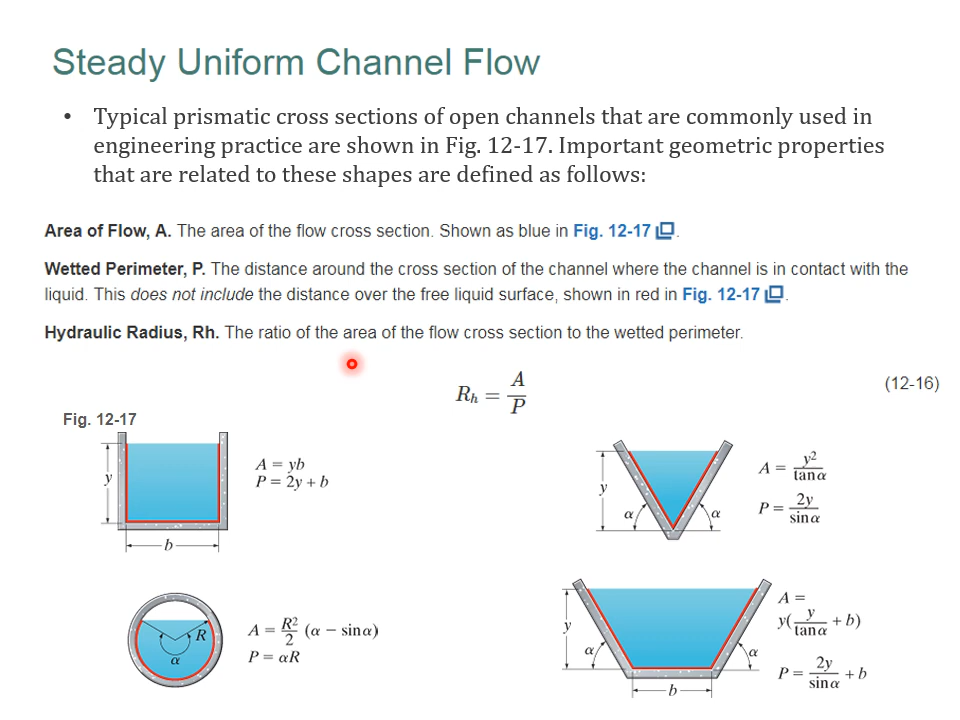 Steady Uniform Channel Flow
• Typical prismatic cross sections of open channels that are commonly used in
engineering practice are shown in Fig. 12-17. Important geometric properties
that are related to these shapes are defined as follows:
Area of Flow, A. The area of the flow cross section. Shown as blue in Fig. 12-17.
Wetted Perimeter, P. The distance around the cross section of the channel where the channel is in contact with the
liquid. This does not include the distance over the free liquid surface, shown in red in Fig. 12-17.
Hydraulic Radius, Rh. The ratio of the area of the flow cross section to the wetted perimeter.
Rₕ = A/P
(12-16)
Fig. 12-17
y
b
A = yb
P = 2y + b
y
α
α
A = y²/tan α
P = 2y/sin α
R
α
A = R²/2 (α − sin α)
P = αR
y
α
α
b
A =
y(y/tan α + b)
P = 2y/sin α + b